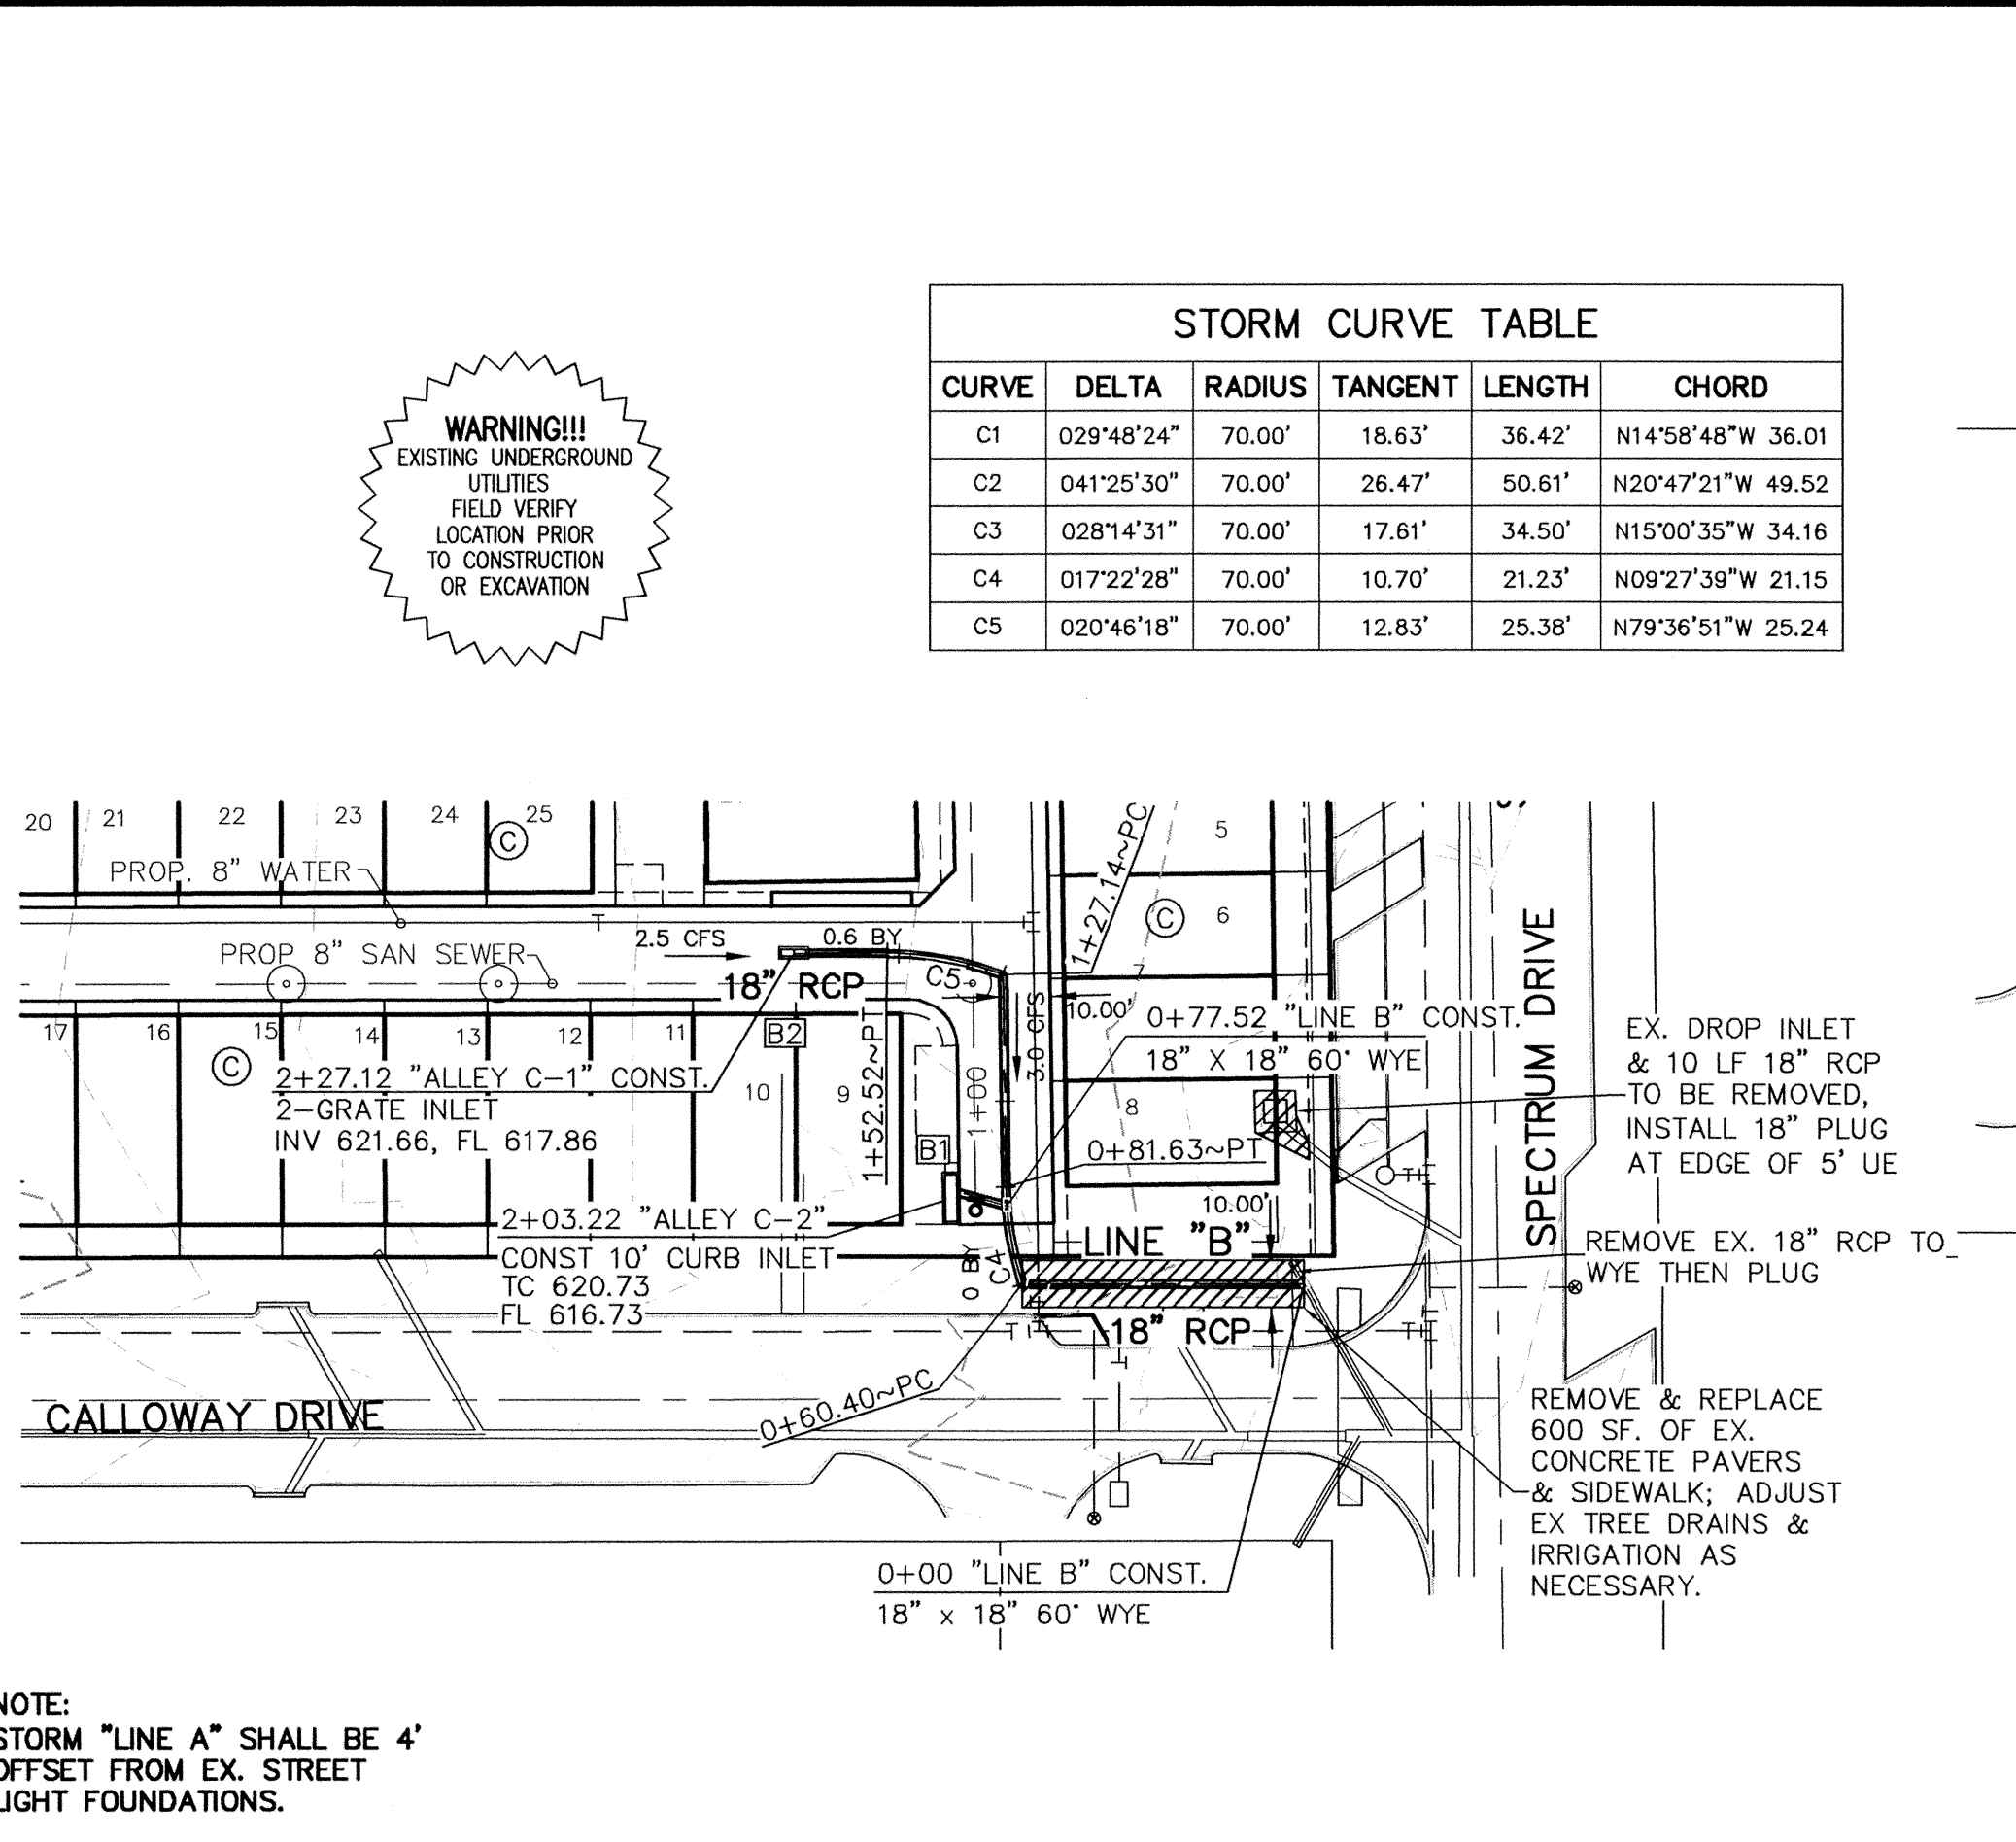 STORM CURVE TABLE
CURVE DELTA RADIUS TANGENT LENGTH CHORD
C1 029°48'24" 70.00' 18.63' 36.42' N14°58'48"W 36.01
C2 041°25'30" 70.00' 26.47' 50.61' N20°47'21"W 49.52
C3 028°14'31" 70.00' 17.61' 34.50' N15°00'35"W 34.16
C4 017°22'28" 70.00' 10.70' 21.23' N09°27'39"W 21.15
C5 020°46'18" 70.00' 12.83' 25.38' N79°36'51"W 25.24
WARNING!!!
EXISTING UNDERGROUND
UTILITIES
FIELD VERIFY
LOCATION PRIOR
TO CONSTRUCTION
OR EXCAVATION
20
21
22
23
24
25
C
PROP. 8" WATER
PROP 8" SAN SEWER
2.5 CFS
0.6 BY
18" RCP
C5
1+27.14~PC
5
6
C
7
8
10.00'
3.0 CFS
1+00
1+52.52~PT
17
16
15
14
13
12
11
10
9
C
B2
B1
2+27.12 "ALLEY C-1" CONST.
2-GRATE INLET
INV 621.66, FL 617.86
0+77.52 "LINE B" CONST.
18" X 18" 60° WYE
0+81.63~PT
2+03.22 "ALLEY C-2"
CONST 10' CURB INLET
TC 620.73
FL 616.73
0 BY
C4
10.00'
LINE "B"
18" RCP
0+60.40~PC
CALLOWAY DRIVE
SPECTRUM DRIVE
EX. DROP INLET
& 10 LF 18" RCP
TO BE REMOVED,
INSTALL 18" PLUG
AT EDGE OF 5' UE
REMOVE EX. 18" RCP TO
WYE THEN PLUG
REMOVE & REPLACE
600 SF. OF EX.
CONCRETE PAVERS
& SIDEWALK; ADJUST
EX TREE DRAINS &
IRRIGATION AS
NECESSARY.
0+00 "LINE B" CONST.
18" x 18" 60° WYE
NOTE:
STORM "LINE A" SHALL BE 4'
OFFSET FROM EX. STREET
LIGHT FOUNDATIONS.